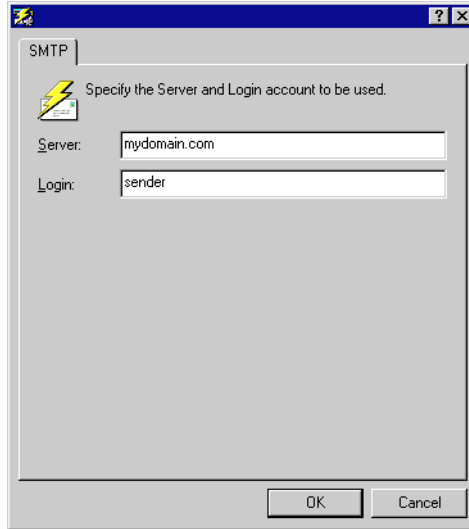 SMTP
Specify the Server and Login account to be used.
Server: mydomain.com
Login: sender
OK Cancel